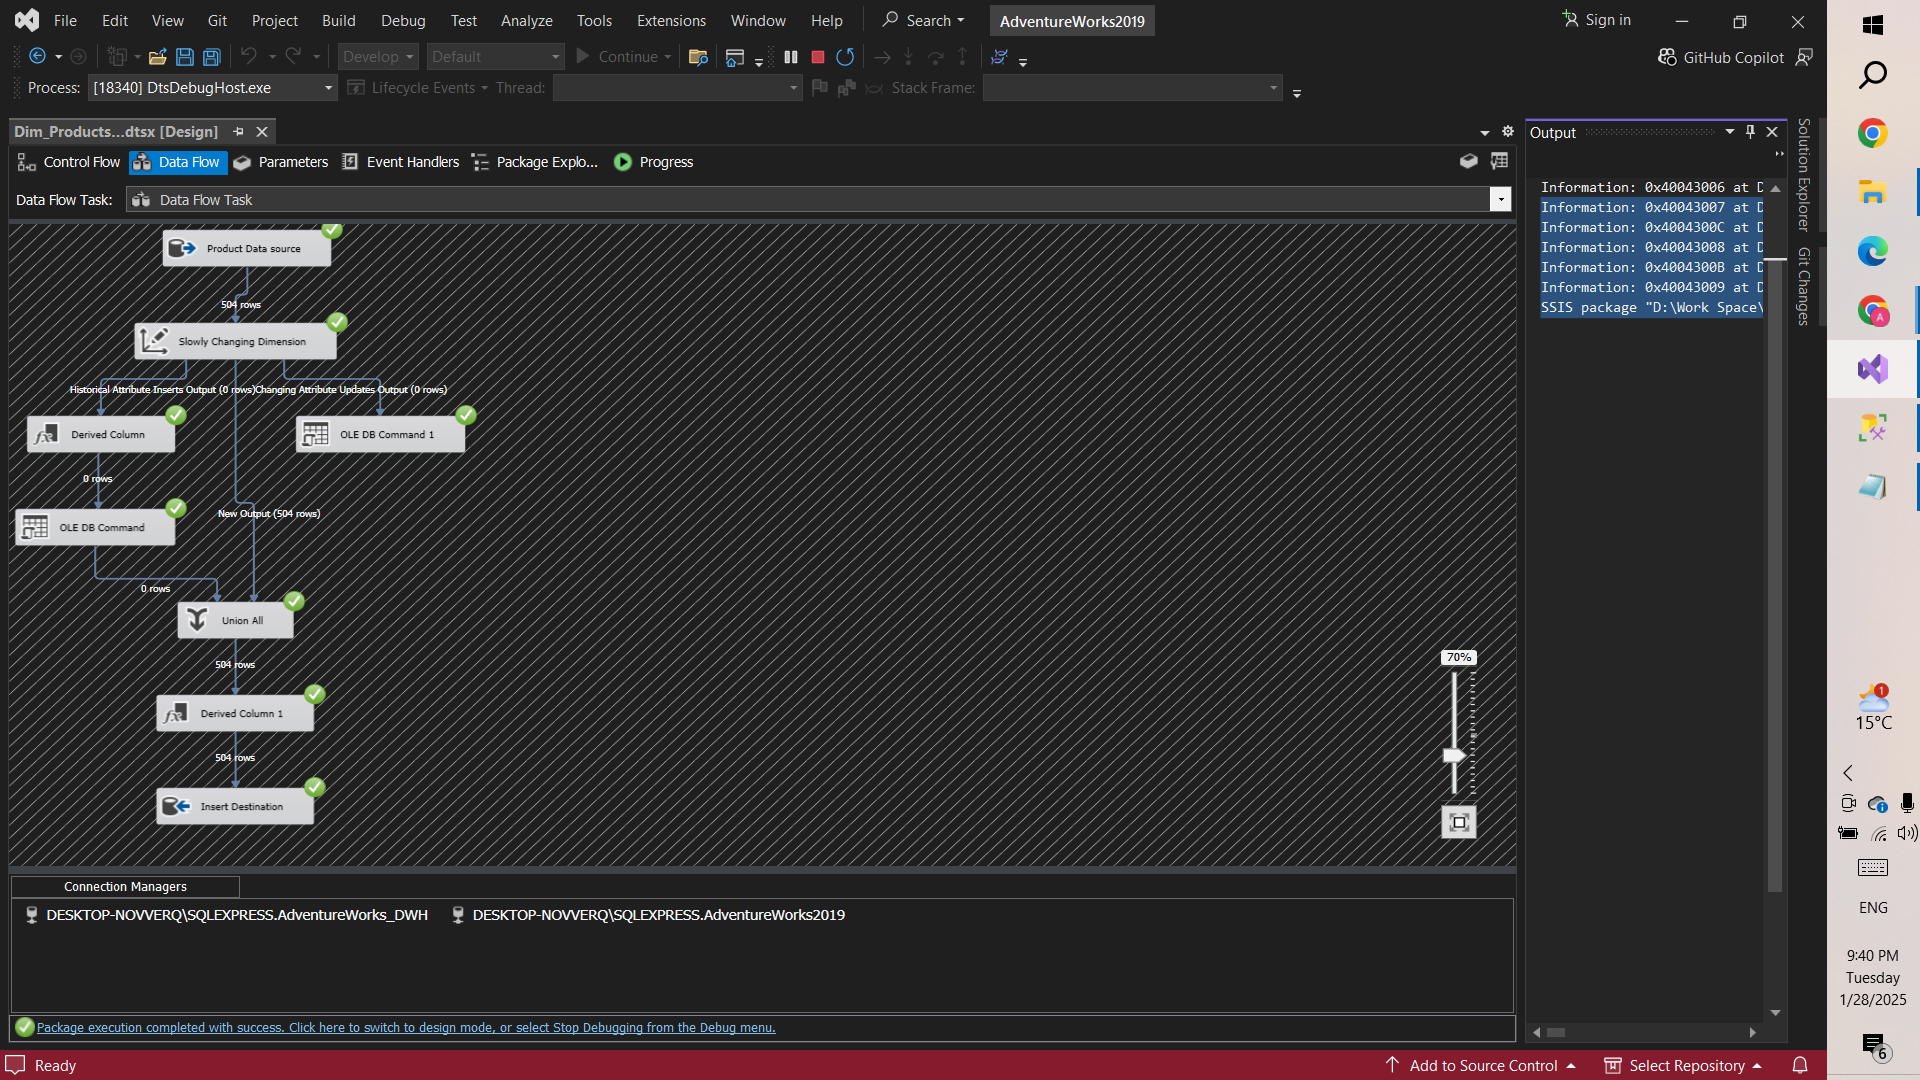 File Edit View Git Project Build Debug Test Analyze Tools Extensions Window Help Search AdventureWorks2019 Sign in
Develop Default Continue GitHub Copilot
Process: [18340] DtsDebugHost.exe Lifecycle Events Thread: Stack Frame:
Dim_Products...dtsx [Design]
Control Flow Data Flow Parameters Event Handlers Package Explo... Progress
Data Flow Task: Data Flow Task
Product Data source
504 rows
Slowly Changing Dimension
Historical Attribute Inserts Output (0 rows) Changing Attribute Updates Output (0 rows)
Derived Column OLE DB Command 1
0 rows
OLE DB Command
New Output (504 rows)
0 rows
Union All
504 rows
Derived Column 1
504 rows
Insert Destination
70%
Connection Managers
DESKTOP-NOVVERQ\SQLEXPRESS.AdventureWorks_DWH DESKTOP-NOVVERQ\SQLEXPRESS.AdventureWorks2019
Package execution completed with success. Click here to switch to design mode, or select Stop Debugging from the Debug menu.
Output
Information: 0x40043006 at D
Information: 0x40043007 at D
Information: 0x4004300C at D
Information: 0x40043008 at D
Information: 0x4004300B at D
Information: 0x40043009 at D
SSIS package "D:\Work Space\
Solution Explorer
Git Changes
Ready Add to Source Control Select Repository
A
1
15°C
ENG
9:40 PM
Tuesday
1/28/2025
6